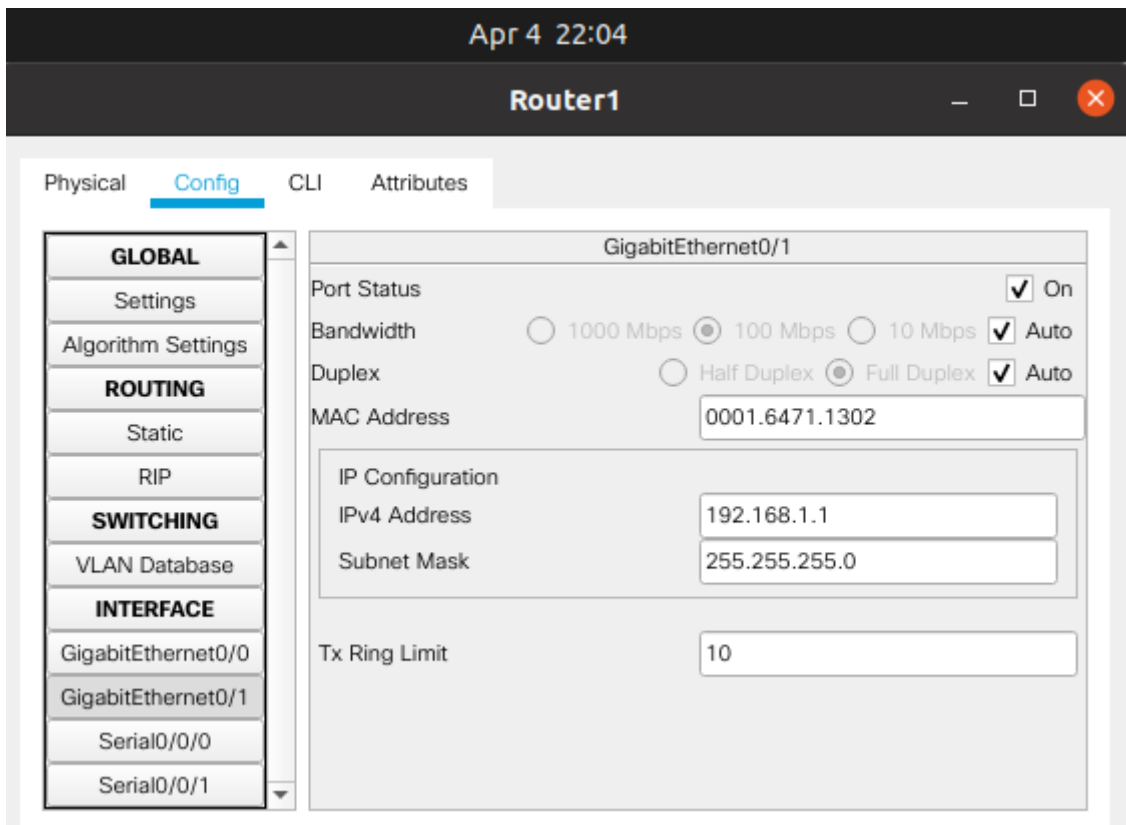 Apr 4 22:04
Router1
Physical Config CLI Attributes
GLOBAL
Settings
Algorithm Settings
ROUTING
Static
RIP
SWITCHING
VLAN Database
INTERFACE
GigabitEthernet0/0
GigabitEthernet0/1
Serial0/0/0
Serial0/0/1
GigabitEthernet0/1
Port Status On
Bandwidth 1000 Mbps 100 Mbps 10 Mbps Auto
Duplex Half Duplex Full Duplex Auto
MAC Address 0001.6471.1302
IP Configuration
IPv4 Address 192.168.1.1
Subnet Mask 255.255.255.0
Tx Ring Limit 10